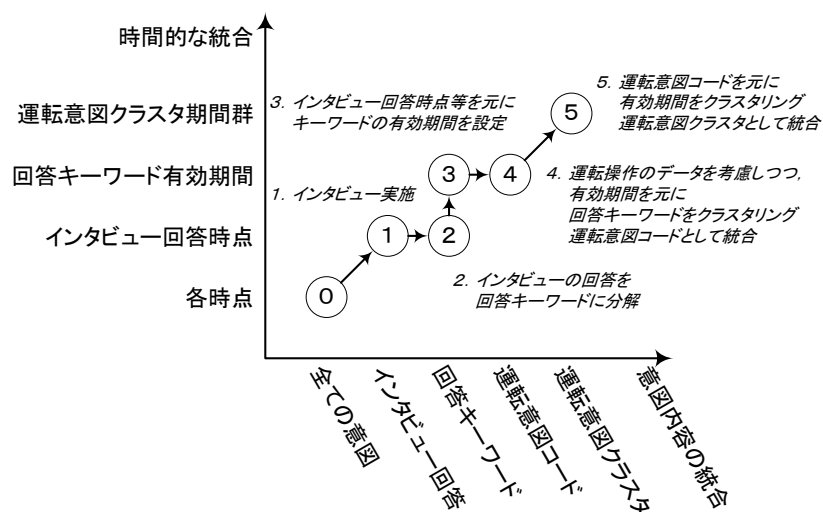 時間的な統合
運転意図クラスタ期間群
回答キーワード有効期間
インタビュー回答時点
各時点
3. インタビュー回答時点等を元に
キーワードの有効期間を設定
5. 運転意図コードを元に
有効期間をクラスタリング
運転意図クラスタとして統合
1. インタビュー実施
4. 運転操作のデータを考慮しつつ,
有効期間を元に
回答キーワードをクラスタリング
運転意図コードとして統合
2. インタビューの回答を
回答キーワードに分解
0
1
2
3
4
5
全ての意図
インタビュー回答
回答キーワード
運転意図コード
運転意図クラスタ
意図内容の統合